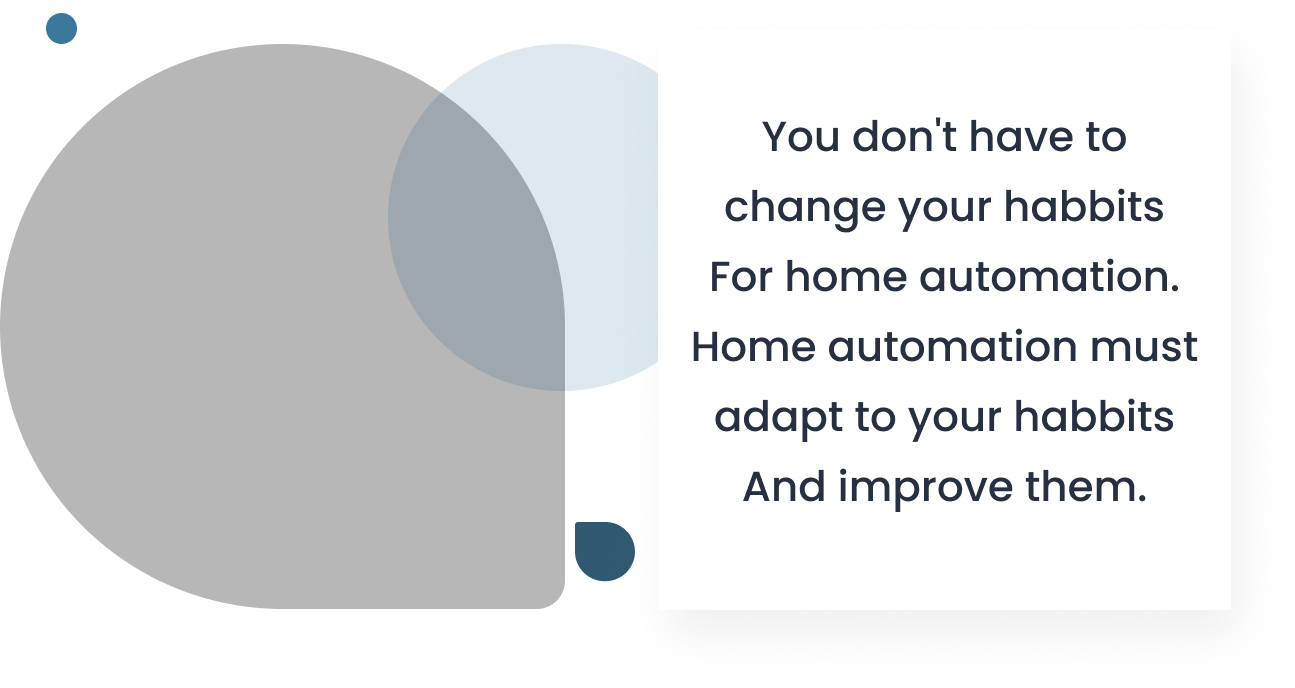 You don't have to
change your habbits
For home automation.
Home automation must
adapt to your habbits
And improve them.